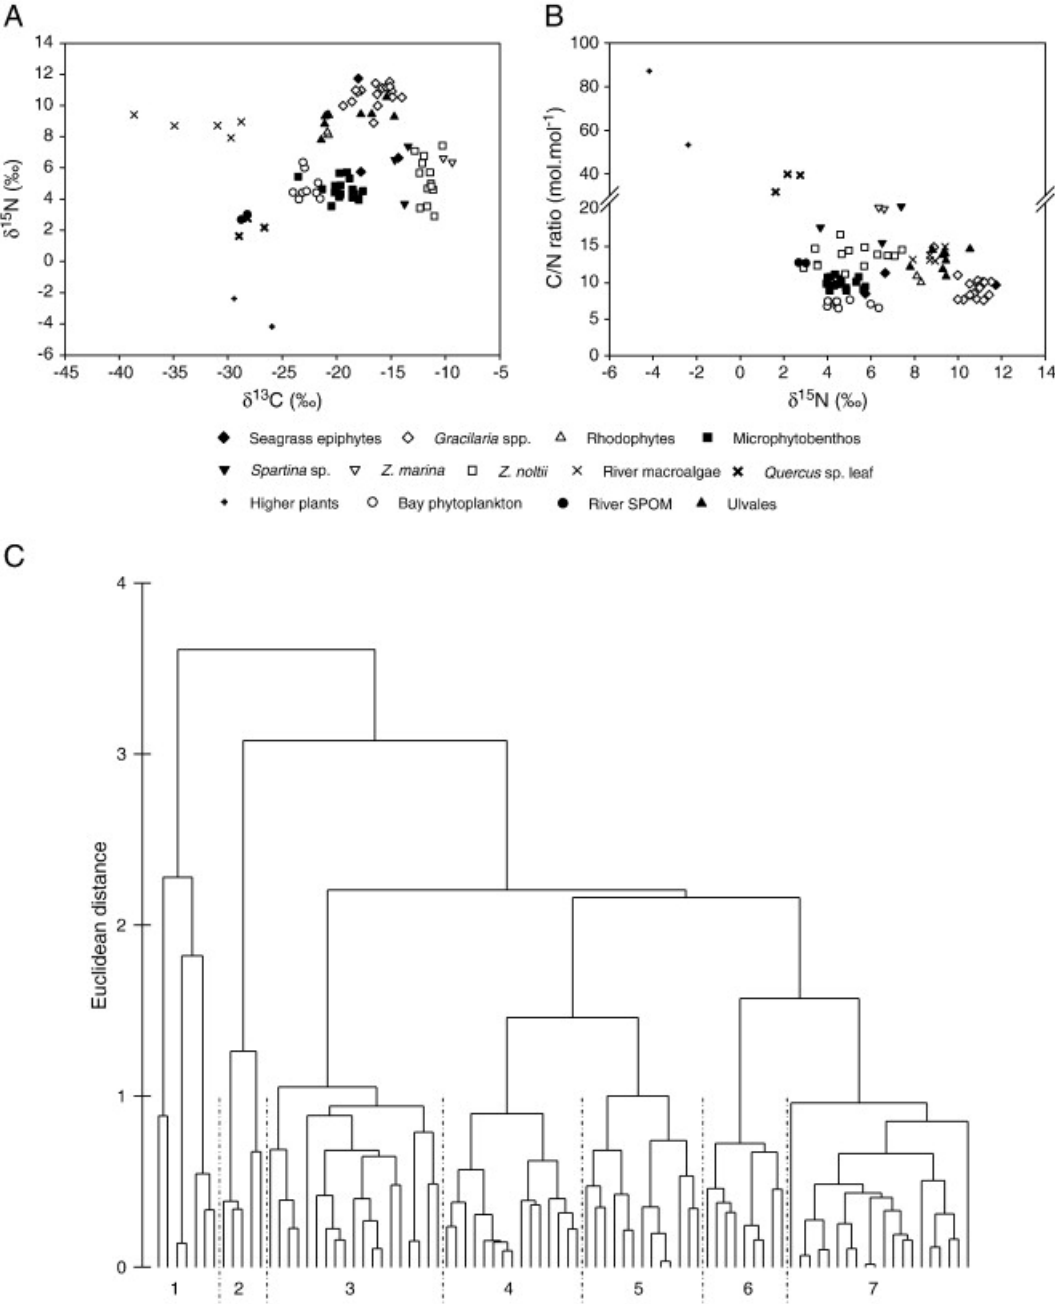 A
B
14
12
10
8
6
4
2
0
-2
-4
-6
δ15N (‰)
-45 -40 -35 -30 -25 -20 -15 -10 -5
δ13C (‰)
100
80
60
40
20
15
10
5
0
C/N ratio (mol.mol-1)
-6 -4 -2 0 2 4 6 8 10 12 14
δ15N (‰)
Seagrass epiphytes Gracilaria spp. Rhodophytes Microphytobenthos
Spartina sp. Z. marina Z. noltii River macroalgae Quercus sp. leaf
Higher plants Bay phytoplankton River SPOM Ulvales
C
4
3
2
1
0
Euclidean distance
1 2 3 4 5 6 7